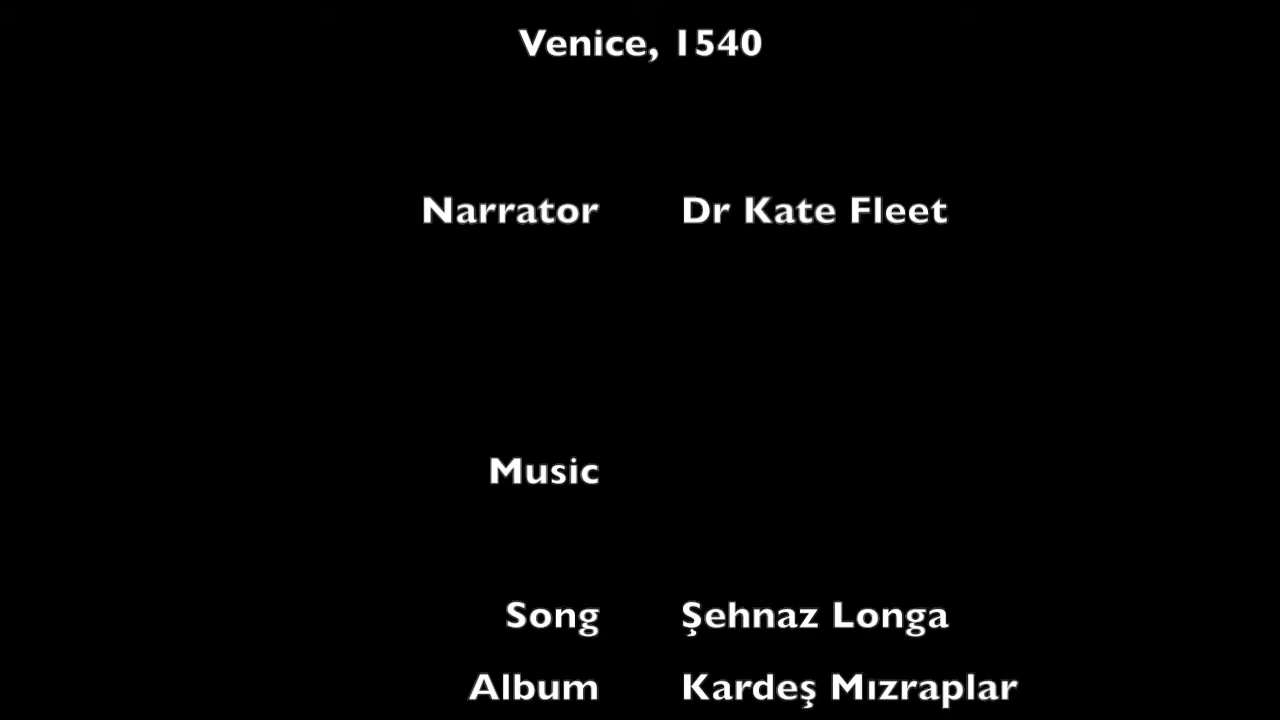 Venice, 1540
Narrator Dr Kate Fleet
Music
Song Şehnaz Longa
Album Kardeş Mızraplar